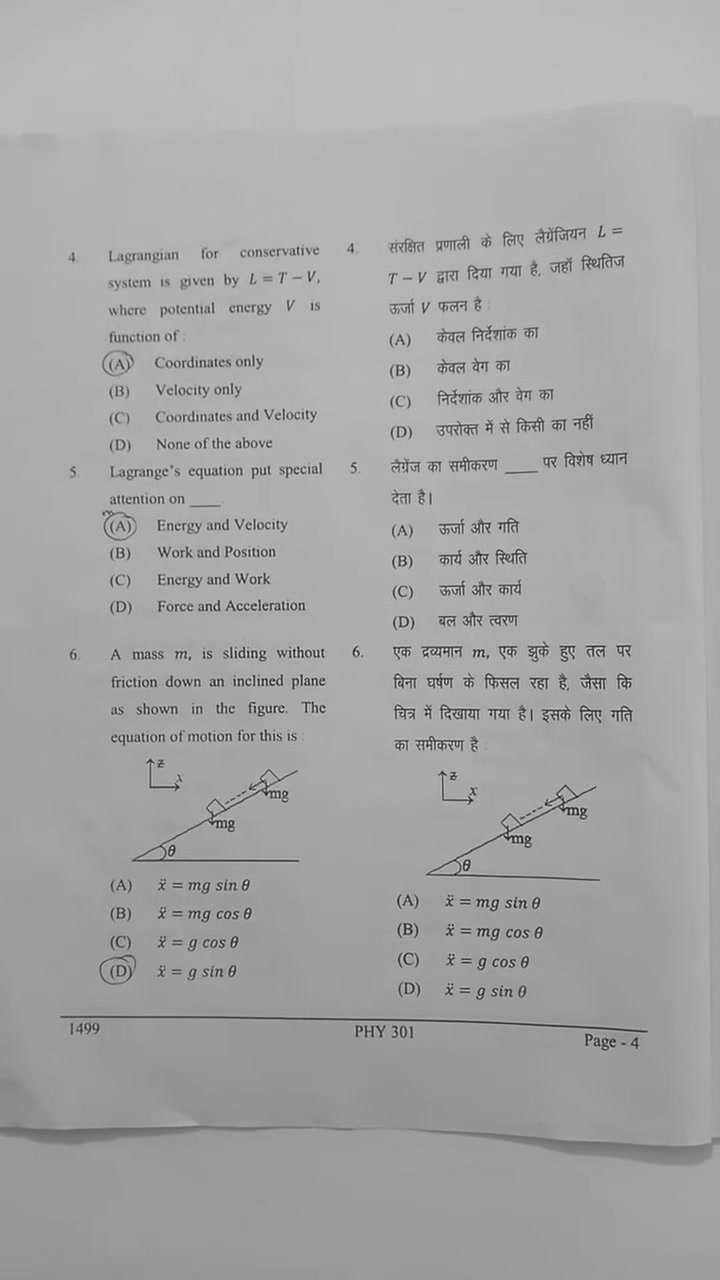 4. Lagrangian for conservative
system is given by L = T – V,
where potential energy V is
function of :
(A) Coordinates only
(B) Velocity only
(C) Coordinates and Velocity
(D) None of the above
5. Lagrange's equation put special
attention on ____.
(A) Energy and Velocity
(B) Work and Position
(C) Energy and Work
(D) Force and Acceleration
6. A mass m, is sliding without
friction down an inclined plane
as shown in the figure. The
equation of motion for this is :
z
x
mg
mg
θ
(A) ẍ = mg sin θ
(B) ẍ = mg cos θ
(C) ẍ = g cos θ
(D) ẍ = g sin θ
4. संरक्षित प्रणाली के लिए लैग्रेंजियन L =
T – V द्वारा दिया गया है, जहाँ स्थितिज
ऊर्जा V फलन है :
(A) केवल निर्देशांक का
(B) केवल वेग का
(C) निर्देशांक और वेग का
(D) उपरोक्त में से किसी का नहीं
5. लैग्रेंज का समीकरण ____ पर विशेष ध्यान
देता है।
(A) ऊर्जा और गति
(B) कार्य और स्थिति
(C) ऊर्जा और कार्य
(D) बल और त्वरण
6. एक द्रव्यमान m, एक झुके हुए तल पर
बिना घर्षण के फिसल रहा है, जैसा कि
चित्र में दिखाया गया है। इसके लिए गति
का समीकरण है :
z
x
mg
mg
θ
(A) ẍ = mg sin θ
(B) ẍ = mg cos θ
(C) ẍ = g cos θ
(D) ẍ = g sin θ
1499 PHY 301 Page - 4